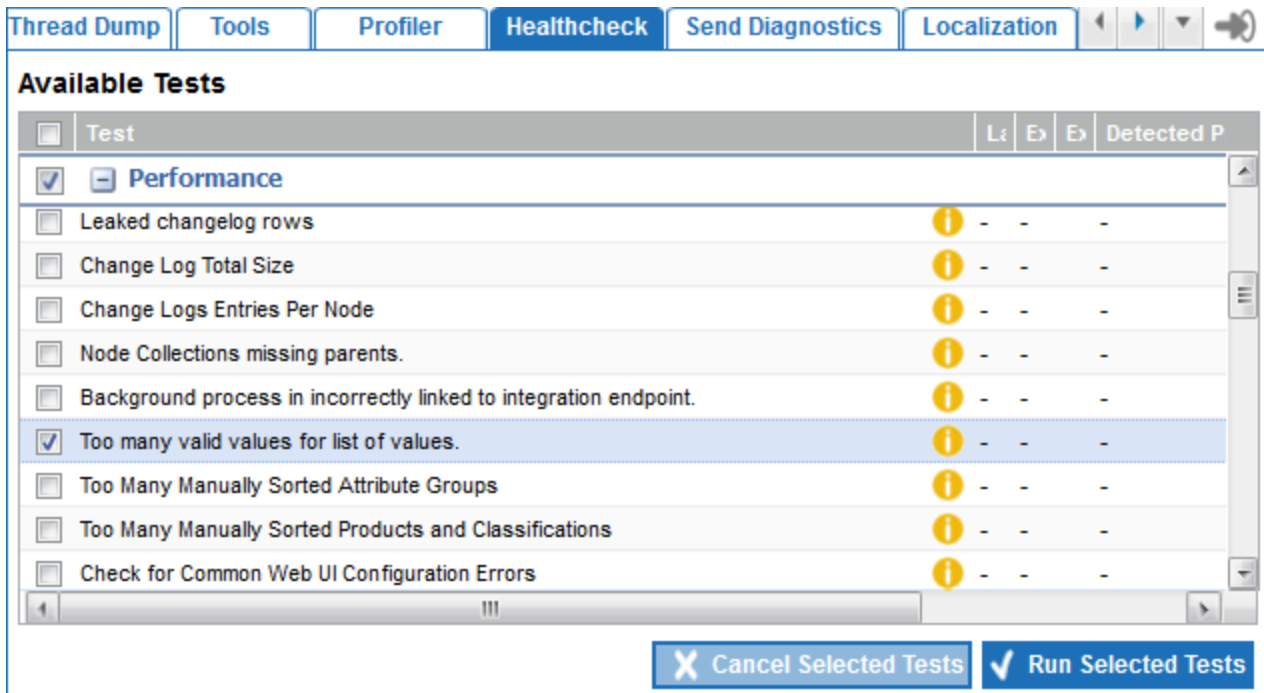 Thread Dump Tools Profiler Healthcheck Send Diagnostics Localization
Available Tests
Test Ex Ex Detected P
Performance
Leaked changelog rows - - -
Change Log Total Size - - -
Change Logs Entries Per Node - - -
Node Collections missing parents. - - -
Background process in incorrectly linked to integration endpoint. - - -
Too many valid values for list of values. - - -
Too Many Manually Sorted Attribute Groups - - -
Too Many Manually Sorted Products and Classifications - - -
Check for Common Web UI Configuration Errors - - -
Cancel Selected Tests Run Selected Tests